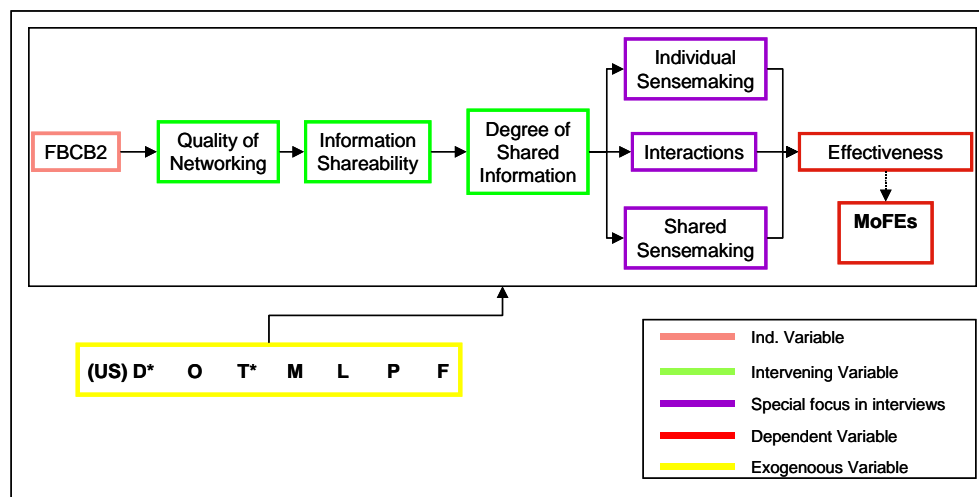 Individual
Sensemaking
FBCB2
Quality of
Networking
Information
Shareability
Degree of
Shared
Information
Interactions
Effectiveness
Shared
Sensemaking
MoFEs
(US) D* O T* M L P F
Ind. Variable
Intervening Variable
Special focus in interviews
Dependent Variable
Exogenoous Variable